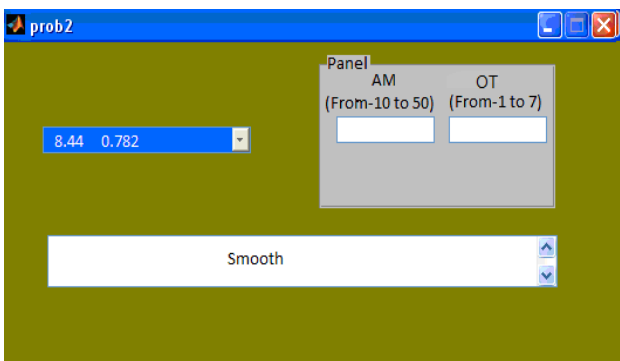 prob2
Panel
AM OT
(From-10 to 50) (From-1 to 7)
8.44 0.782
Smooth